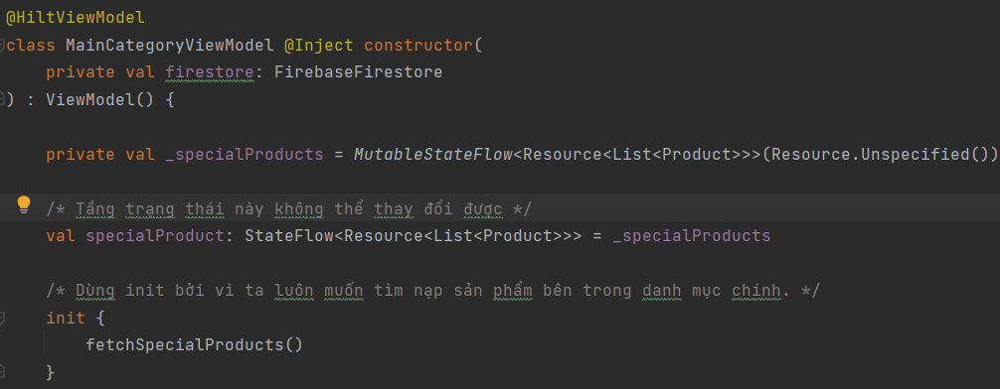 @HiltViewModel
class MainCategoryViewModel @Inject constructor(
    private val firestore: FirebaseFirestore
) : ViewModel() {
    private val _specialProducts = MutableStateFlow<Resource<List<Product>>>(Resource.Unspecified())
    /* Tầng trang thái này không thể thay đổi được */
    val specialProduct: StateFlow<Resource<List<Product>>> = _specialProducts
    /* Dùng init bởi vì ta luôn muốn tìm nạp sản phẩm bên trong danh mục chính. */
    init {
        fetchSpecialProducts()
    }